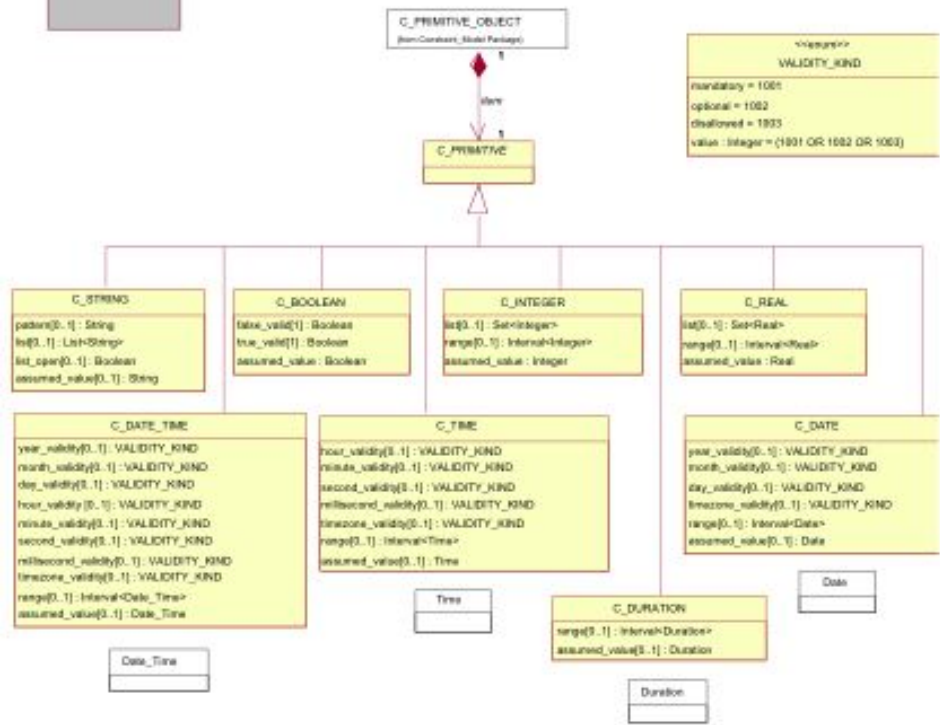 C_PRIMITIVE_OBJECT
(from Constraint_Model Package)
1
item
1
C_PRIMITIVE
<<enum>>
VALIDITY_KIND
mandatory = 1001
optional = 1002
disallowed = 1003
value : Integer = (1001 OR 1002 OR 1003)
C_STRING
pattern[0..1] : String
list[0..1] : List<String>
list_open[0..1] : Boolean
assumed_value[0..1] : String
C_BOOLEAN
false_valid[1] : Boolean
true_valid[1] : Boolean
assumed_value : Boolean
C_INTEGER
list[0..1] : Set<Integer>
range[0..1] : Interval<Integer>
assumed_value : Integer
C_REAL
list[0..1] : Set<Real>
range[0..1] : Interval<Real>
assumed_value : Real
C_DATE_TIME
year_validity[0..1] : VALIDITY_KIND
month_validity[0..1] : VALIDITY_KIND
day_validity[0..1] : VALIDITY_KIND
hour_validity [0..1] : VALIDITY_KIND
minute_validity[0..1] : VALIDITY_KIND
second_validity[0..1] : VALIDITY_KIND
millisecond_validity[0..1] : VALIDITY_KIND
timezone_validity[0..1] : VALIDITY_KIND
range[0..1] : Interval<Date_Time>
assumed_value[0..1] : Date_Time
C_TIME
hour_validity[0..1] : VALIDITY_KIND
minute_validity[0..1] : VALIDITY_KIND
second_validity[0..1] : VALIDITY_KIND
millisecond_validity[0..1] : VALIDITY_KIND
timezone_validity[0..1] : VALIDITY_KIND
range[0..1] : Interval<Time>
assumed_value[0..1] : Time
C_DATE
year_validity[0..1] : VALIDITY_KIND
month_validity[0..1] : VALIDITY_KIND
day_validity[0..1] : VALIDITY_KIND
timezone_validity[0..1] : VALIDITY_KIND
range[0..1] : Interval<Date>
assumed_value[0..1] : Date
Date
Time
C_DURATION
range[0..1] : Interval<Duration>
assumed_value[0..1] : Duration
Date_Time
Duration